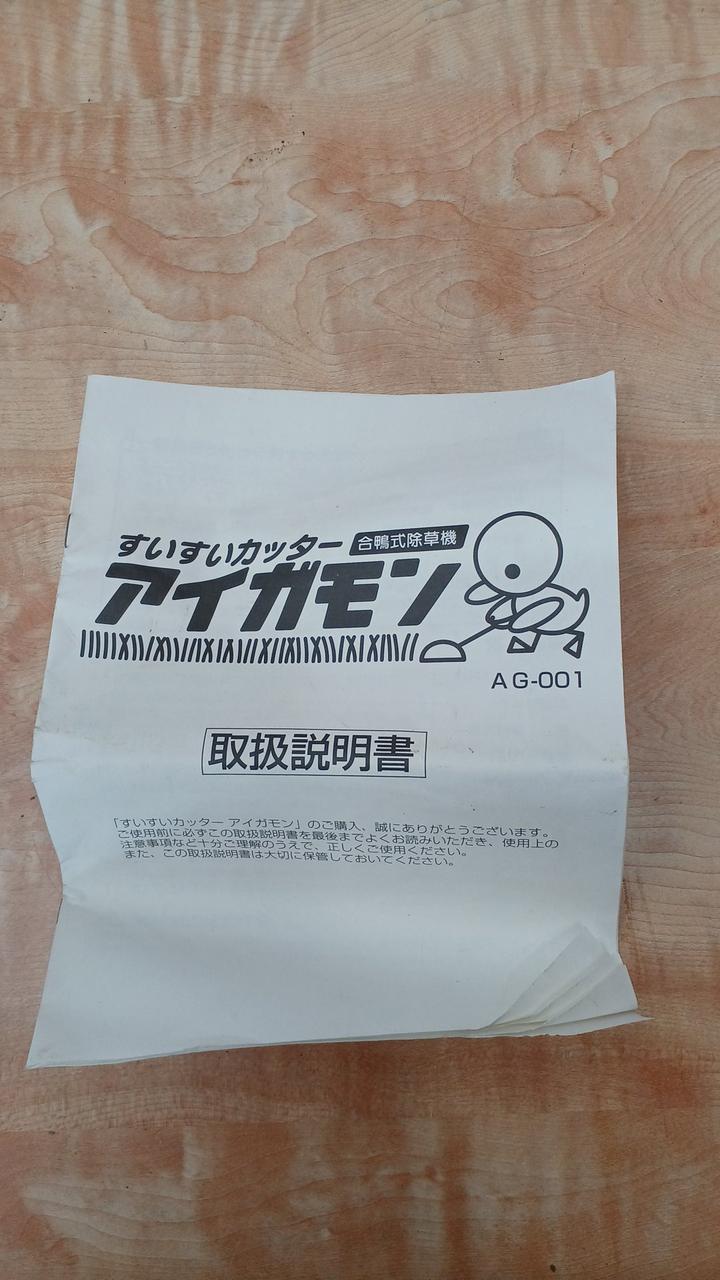 すいすいカッター 合鴨式除草機
アイガモン
AG-001
取扱説明書
「すいすいカッター アイガモン」のご購入、誠にありがとうございます。
ご使用前に必ずこの取扱説明書を最後までよくお読みいただき、使用上の
注意事項など十分ご理解のうえで、正しくご使用ください。
また、この取扱説明書は大切に保管しておいてください。